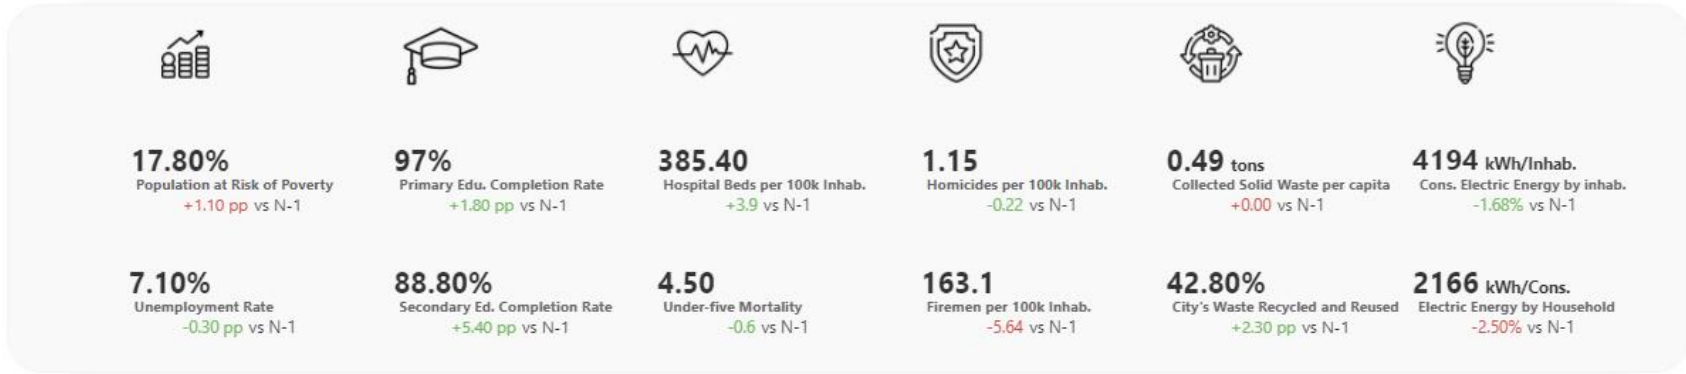 17.80%
Population at Risk of Poverty
+1.10 pp vs N-1
97%
Primary Edu. Completion Rate
+1.80 pp vs N-1
385.40
Hospital Beds per 100k Inhab.
+3.9 vs N-1
1.15
Homicides per 100k Inhab.
-0.22 vs N-1
0.49 tons
Collected Solid Waste per capita
+0.00 vs N-1
4194 kWh/Inhab.
Cons. Electric Energy by inhab.
-1.68% vs N-1
7.10%
Unemployment Rate
-0.30 pp vs N-1
88.80%
Secondary Ed. Completion Rate
+5.40 pp vs N-1
4.50
Under-five Mortality
-0.6 vs N-1
163.1
Firemen per 100k Inhab.
-5.64 vs N-1
42.80%
City's Waste Recycled and Reused
+2.30 pp vs N-1
2166 kWh/Cons.
Electric Energy by Household
-2.50% vs N-1